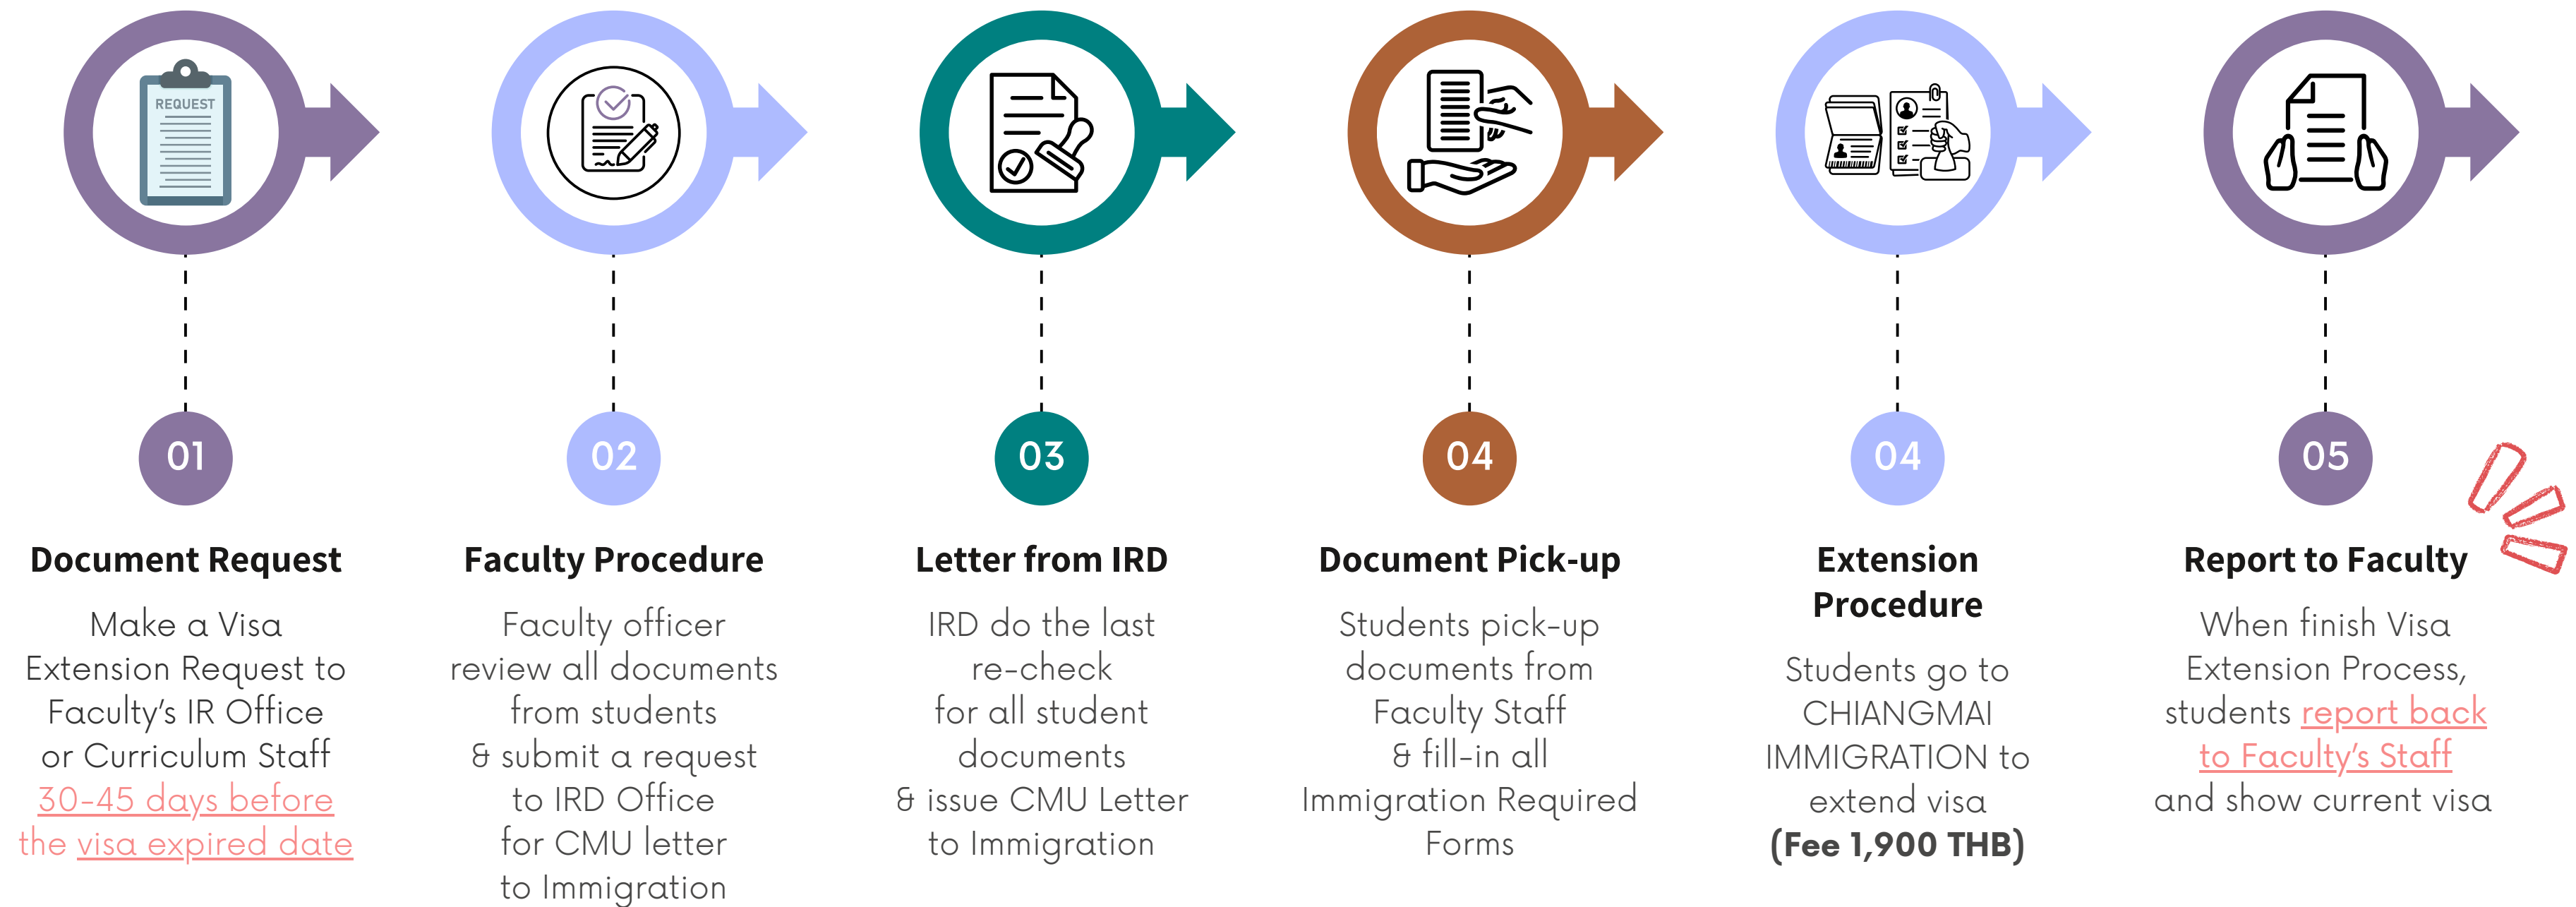 REQUEST
01
Document Request
Make a Visa
Extension Request to
Faculty's IR Office
or Curriculum Staff
30-45 days before
the visa expired date
02
Faculty Procedure
Faculty officer
review all documents
from students
& submit a request
to IRD Office
for CMU letter
to Immigration
03
Letter from IRD
IRD do the last
re-check
for all student
documents
& issue CMU Letter
to Immigration
04
Document Pick-up
Students pick-up
documents from
Faculty Staff
& fill-in all
Immigration Required
Forms
04
Extension
Procedure
Students go to
CHIANGMAI
IMMIGRATION to
extend visa
(Fee 1,900 THB)
05
Report to Faculty
When finish Visa
Extension Process,
students report back
to Faculty's Staff
and show current visa